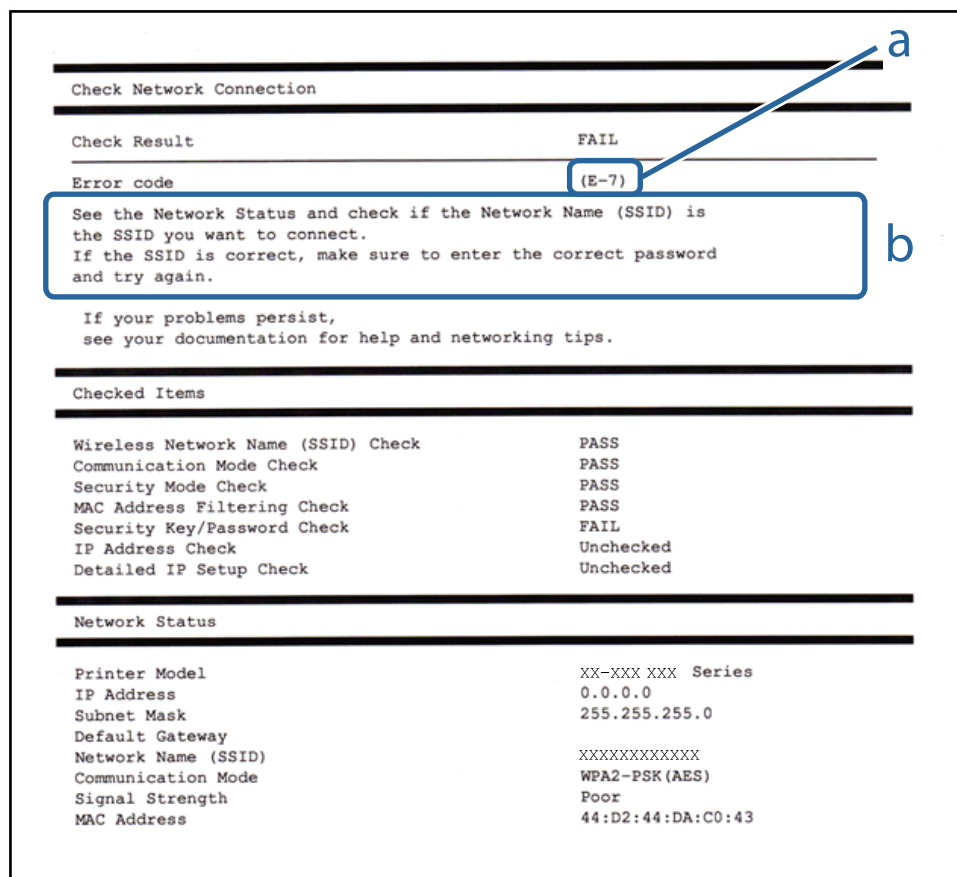 a
Check Network Connection
Check Result FAIL
Error code (E-7)
See the Network Status and check if the Network Name (SSID) is
the SSID you want to connect.
If the SSID is correct, make sure to enter the correct password
and try again.
b
If your problems persist,
see your documentation for help and networking tips.
Checked Items
Wireless Network Name (SSID) Check PASS
Communication Mode Check PASS
Security Mode Check PASS
MAC Address Filtering Check PASS
Security Key/Password Check FAIL
IP Address Check Unchecked
Detailed IP Setup Check Unchecked
Network Status
Printer Model XX-XXX XXX Series
IP Address 0.0.0.0
Subnet Mask 255.255.255.0
Default Gateway
Network Name (SSID) XXXXXXXXXXXX
Communication Mode WPA2-PSK(AES)
Signal Strength Poor
MAC Address 44:D2:44:DA:C0:43